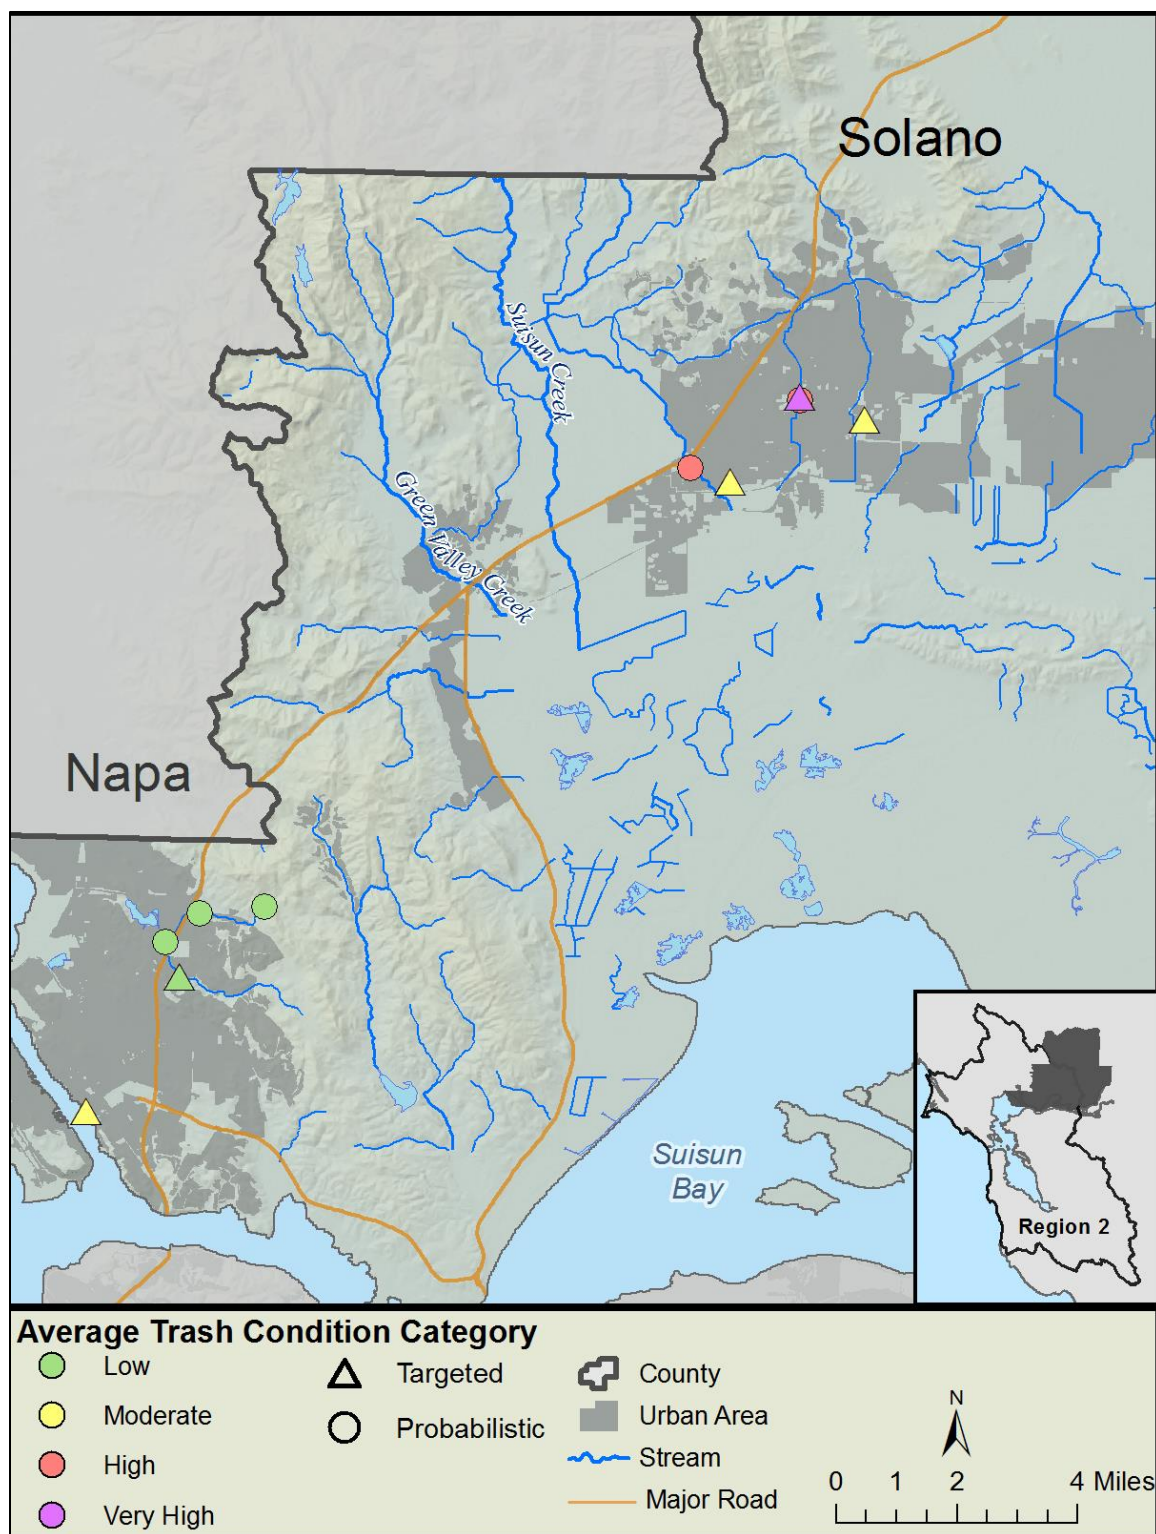 Solano
Suisun Creek
Green Valley Creek
Napa
Suisun
Bay
Region 2
Average Trash Condition Category
Low
Moderate
High
Very High
Targeted
Probabilistic
County
Urban Area
Stream
Major Road
N
0 1 2 4 Miles